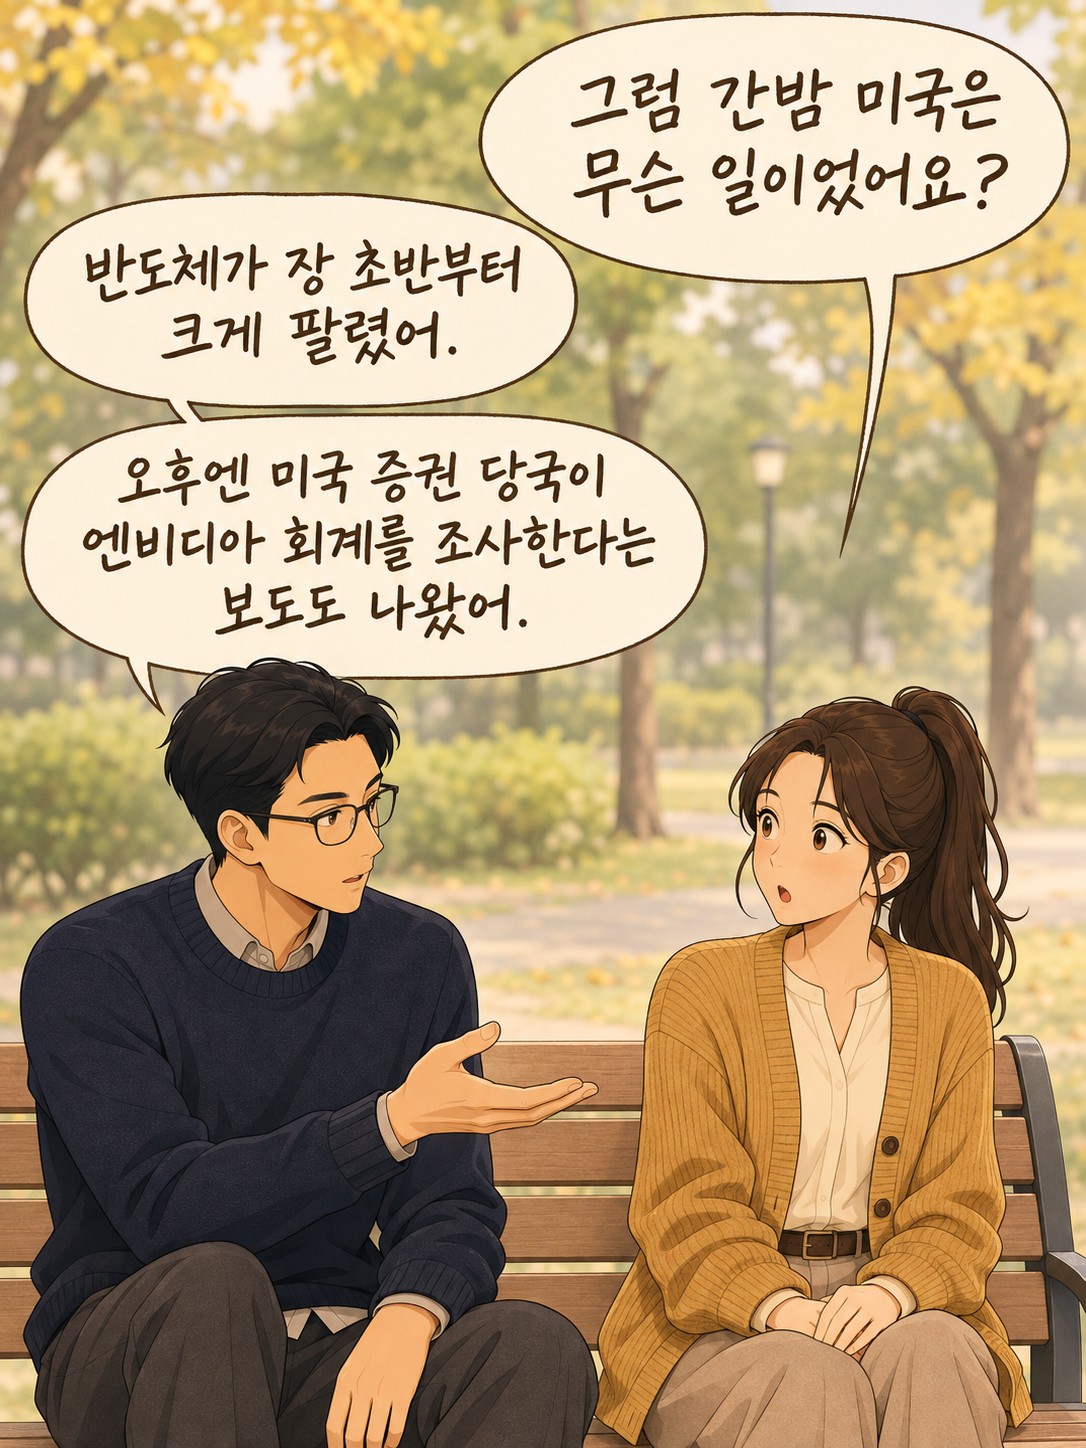 그럼 간밤 미국은
무슨 일이었어요?
반도체가 장 초반부터
크게 팔렸어.
오후엔 미국 증권 당국이
엔비디아 회계를 조사한다는
보도도 나왔어.